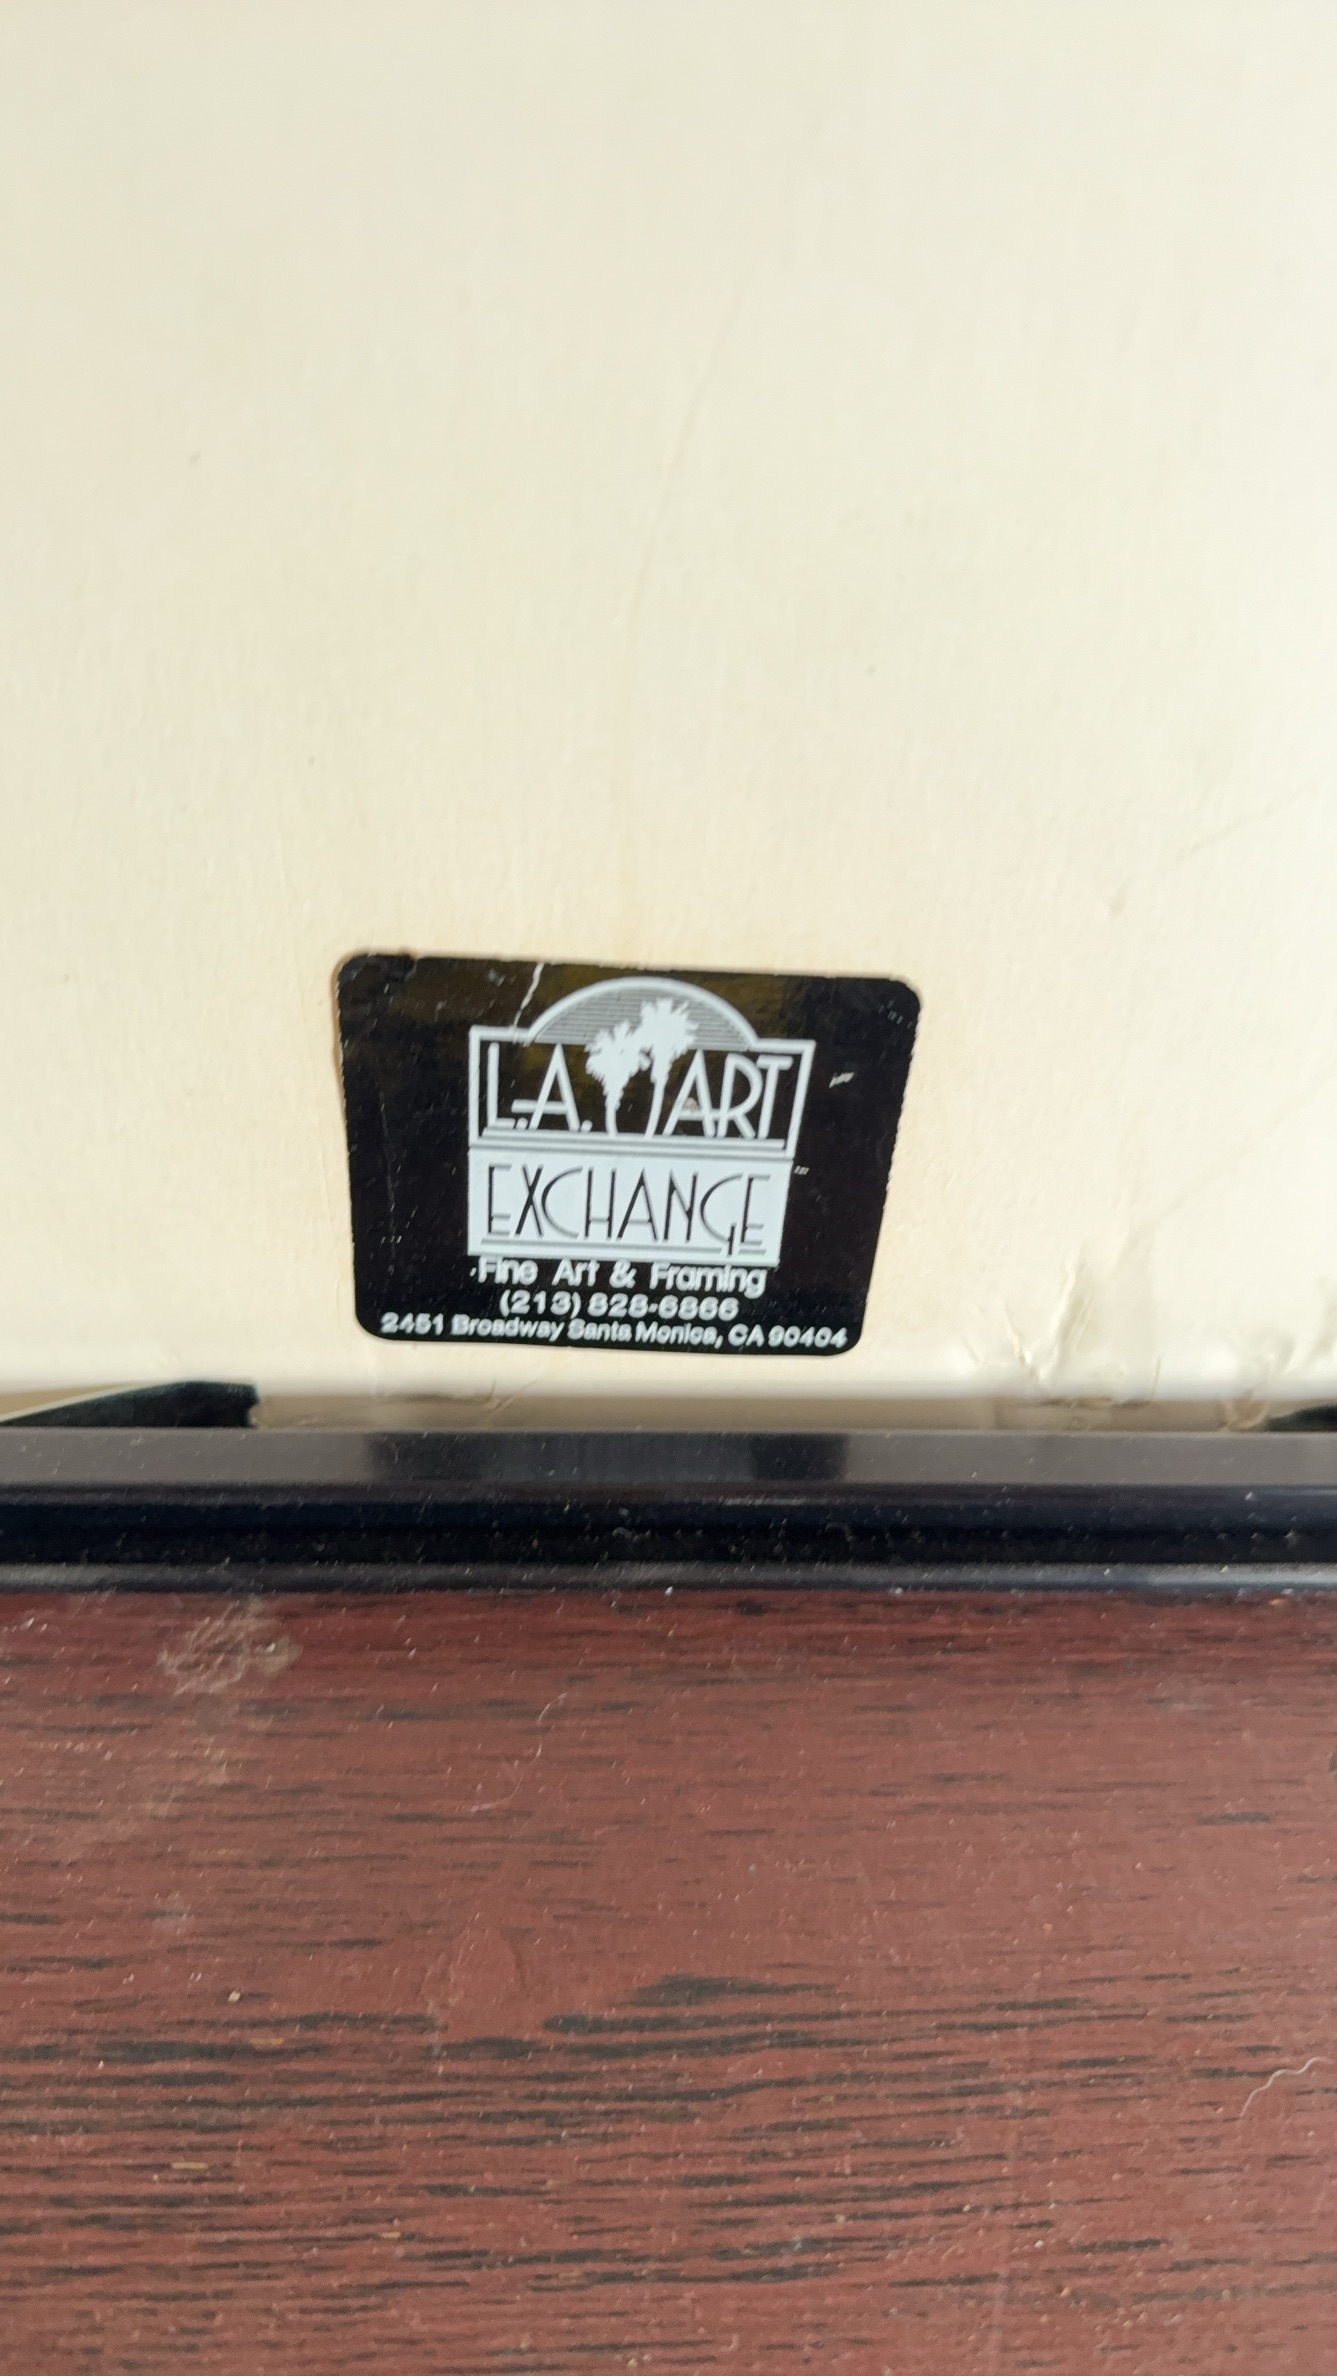 L.A. ART
EXCHANGE
Fine Art & Framing
(213) 828-6866
2451 Broadway Santa Monica, CA 90404